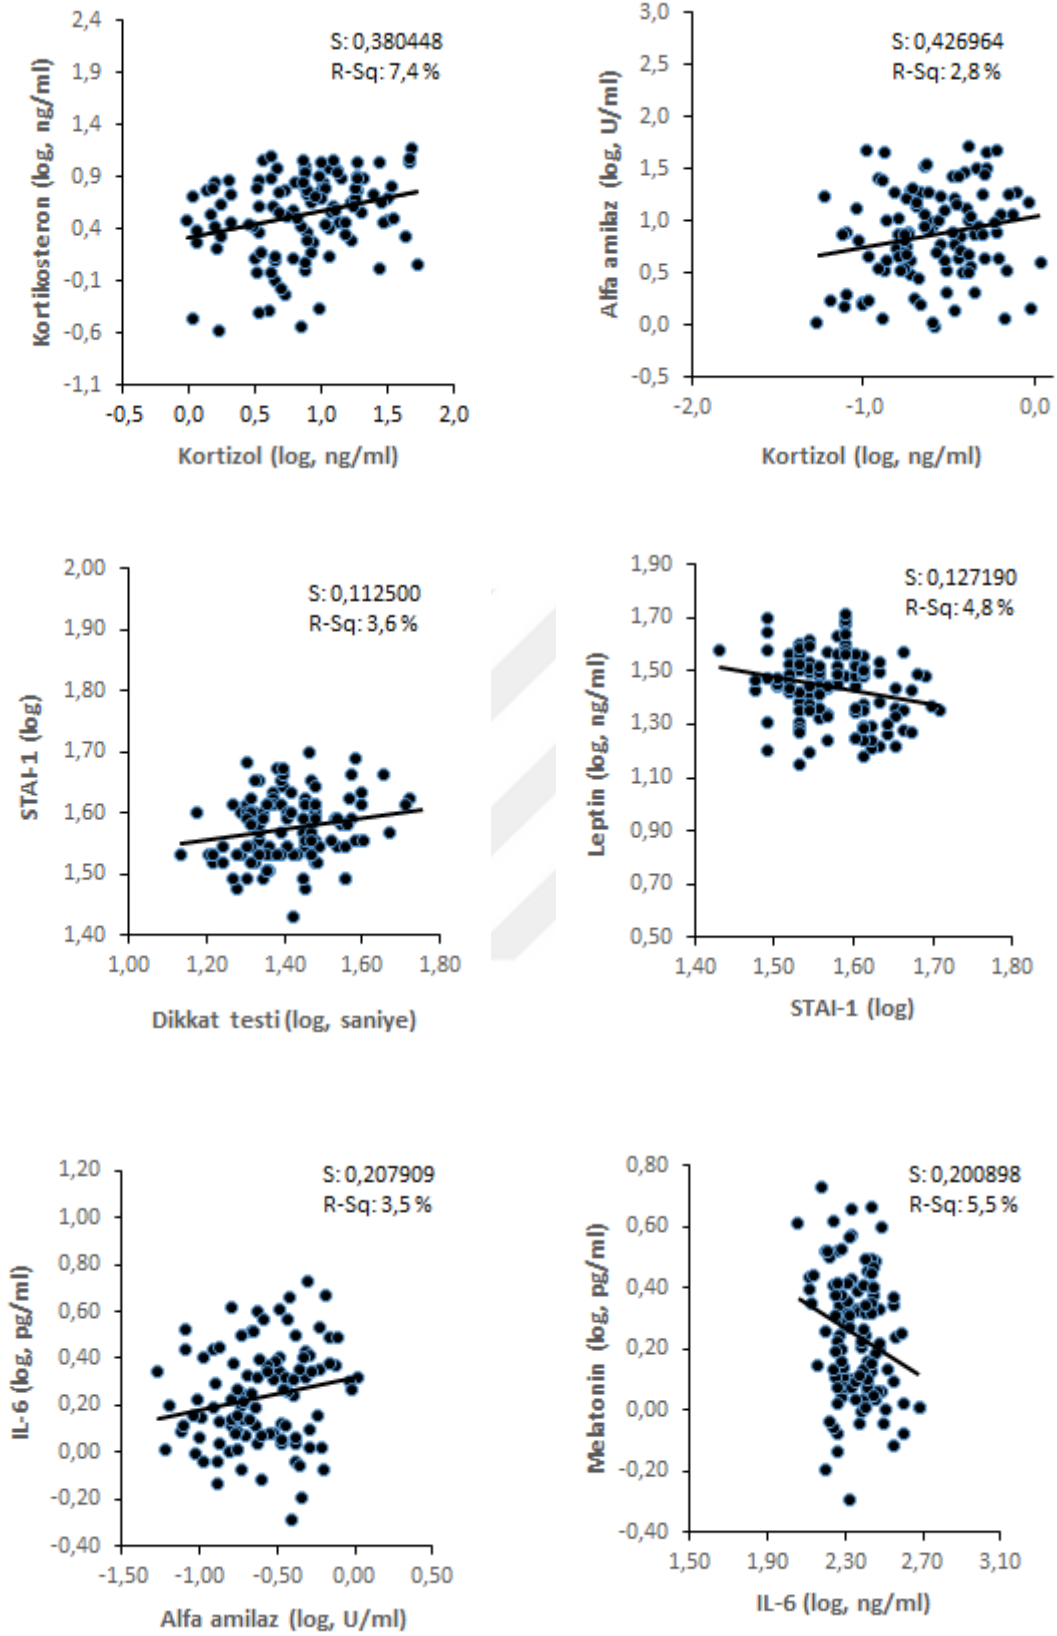 2,4
1,9
1,4
0,9
0,4
-0,1
-0,6
-1,1
S: 0,380448
R-Sq: 7,4 %
Kortikosteron (log, ng/ml)
-0,5 0,0 0,5 1,0 1,5 2,0
Kortizol (log, ng/ml)
3,0
2,5
2,0
1,5
1,0
0,5
0,0
-0,5
S: 0,426964
R-Sq: 2,8 %
Alfa amilaz (log, U/ml)
-2,0 -1,0 0,0
Kortizol (log, ng/ml)
2,00
1,90
1,80
1,70
1,60
1,50
1,40
S: 0,112500
R-Sq: 3,6 %
STAI-1 (log)
1,00 1,20 1,40 1,60 1,80
Dikkat testi (log, saniye)
1,90
1,70
1,50
1,30
1,10
0,90
0,70
0,50
S: 0,127190
R-Sq: 4,8 %
Leptin (log, ng/ml)
1,40 1,50 1,60 1,70 1,80
STAI-1 (log)
1,20
1,00
0,80
0,60
0,40
0,20
0,00
-0,20
-0,40
S: 0,207909
R-Sq: 3,5 %
IL-6 (log, pg/ml)
-1,50 -1,00 -0,50 0,00 0,50
Alfa amilaz (log, U/ml)
0,80
0,60
0,40
0,20
0,00
-0,20
-0,40
S: 0,200898
R-Sq: 5,5 %
Melatonin (log, pg/ml)
1,50 1,90 2,30 2,70 3,10
IL-6 (log, ng/ml)